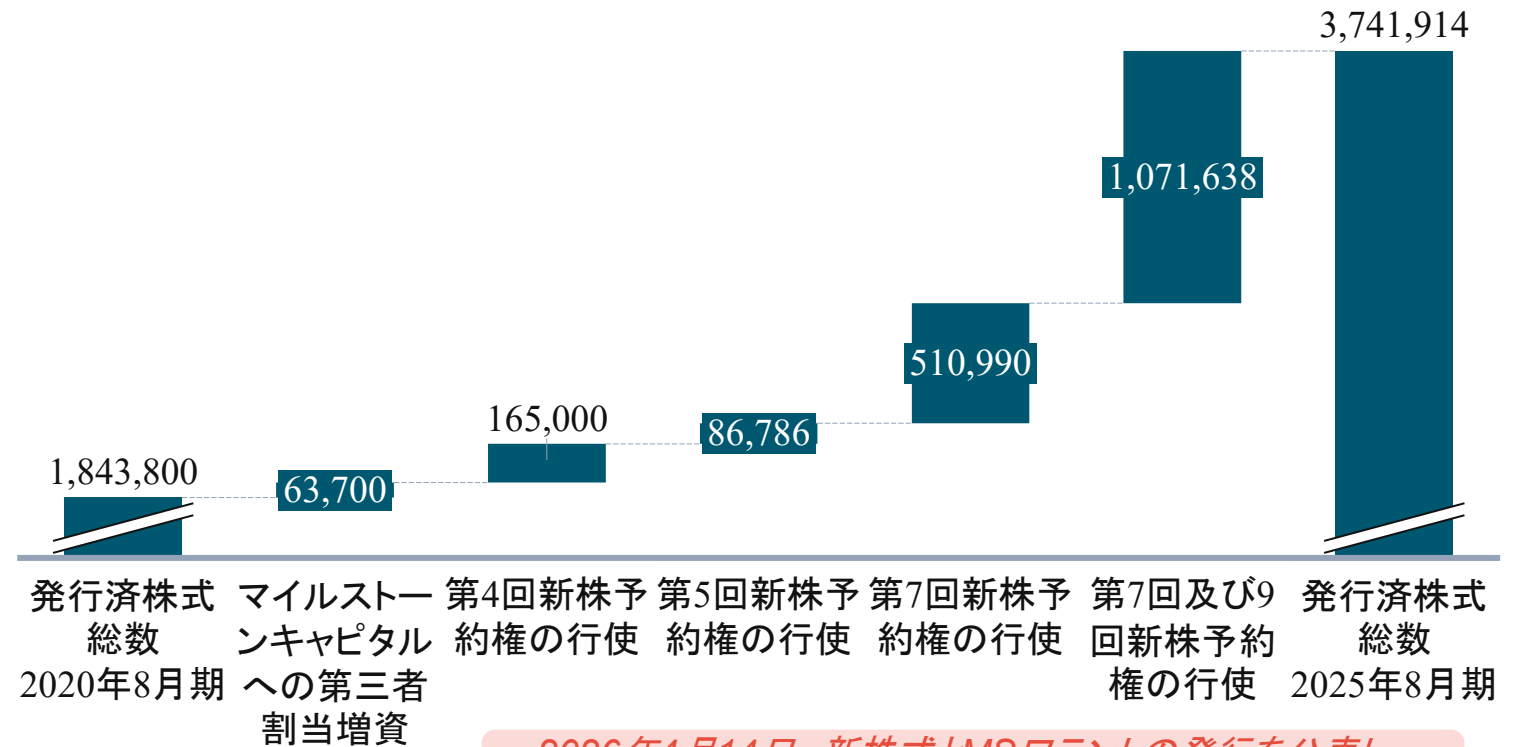 3,741,914
1,071,638
510,990
165,000
86,786
1,843,800
63,700
発行済株式
総数
2020年8月期
マイルストー
ンキャピタル
への第三者
割当増資
第4回新株予
約権の行使
第5回新株予
約権の行使
第7回新株予
約権の行使
第7回及び9
回新株予約
権の行使
発行済株式
総数
2025年8月期